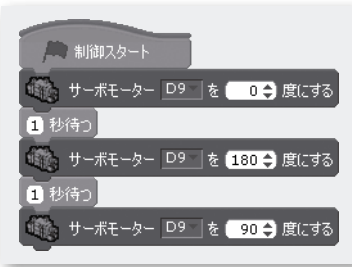 制御スタート
サーボモーター D9 を 0 度にする
1 秒待つ
サーボモーター D9 を 180 度にする
1 秒待つ
サーボモーター D9 を 90 度にする